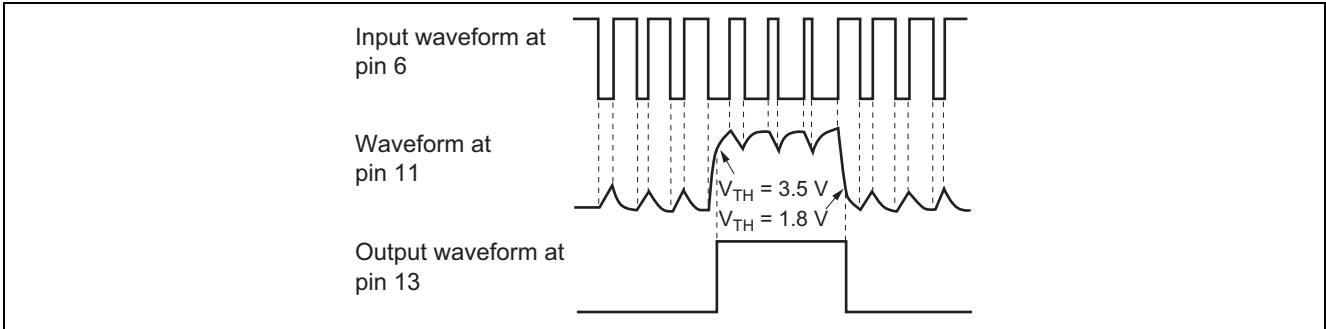 Input waveform at
pin 6
Waveform at
pin 11
V_TH = 3.5 V
V_TH = 1.8 V
Output waveform at
pin 13